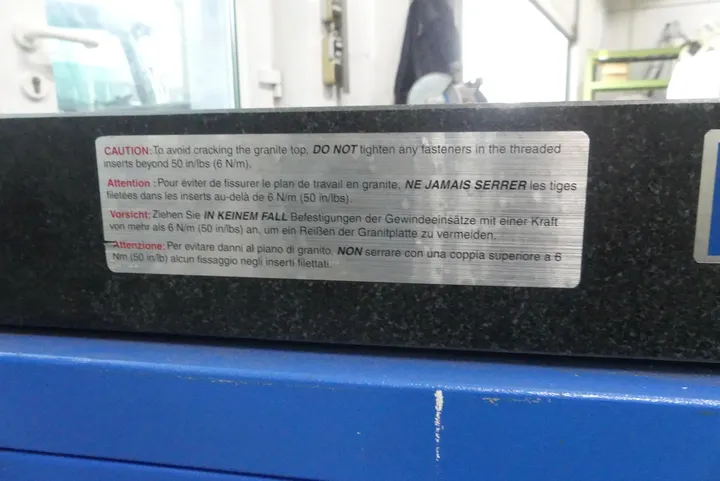 CAUTION: To avoid cracking the granite top, DO NOT tighten any fasteners in the threaded
inserts beyond 50 in/lbs (6 N/m).
Attention : Pour éviter de fissurer le plan de travail en granite, NE JAMAIS SERRER les tiges
filetées dans les inserts au-delà de 6 N/m (50 in/lbs).
Vorsicht: Ziehen Sie IN KEINEM FALL Befestigungen der Gewindeeinsätze mit einer Kraft
von mehr als 6 N/m (50 in/lbs) an, um ein Reißen der Granitplatte zu vermeiden.
Attenzione: Per evitare danni al piano di granito, NON serrare con una coppia superiore a 6
Nm (50 in/lb) alcun fissaggio negli inserti filettati.